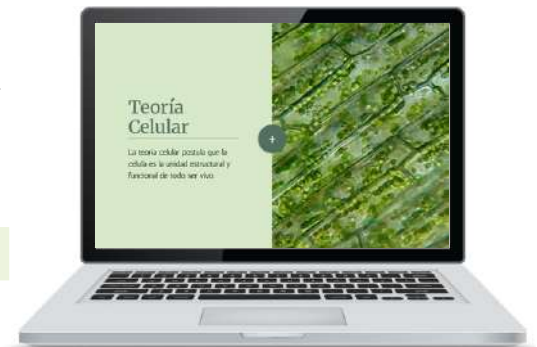 Teoría
Celular
La teoría celular postula que la
célula es la unidad estructural y
funcional de todo ser vivo
+